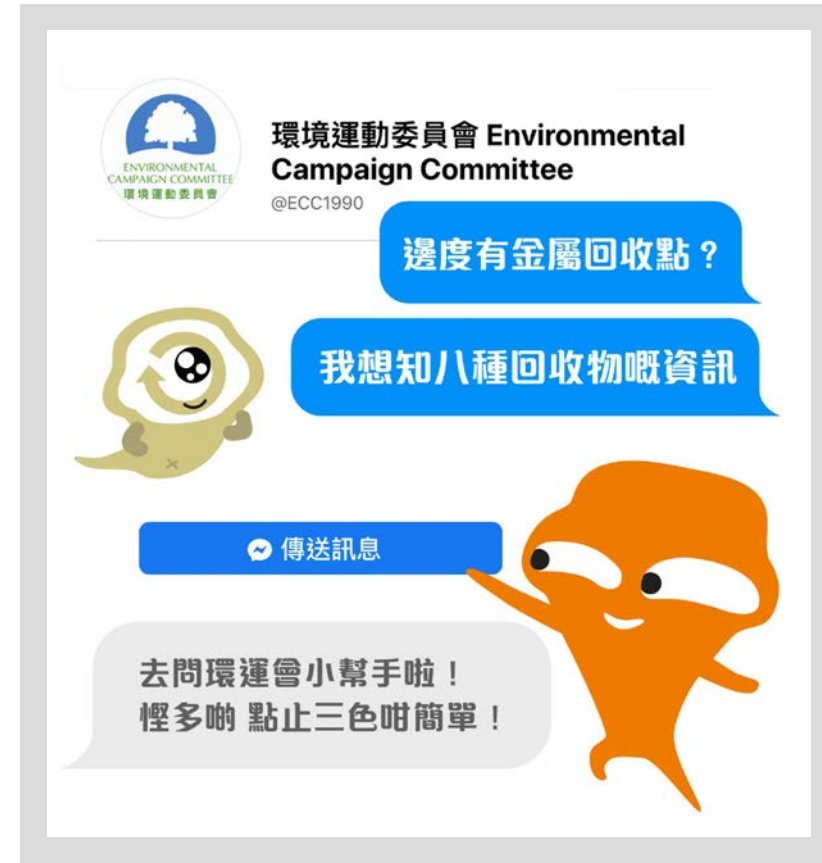 ENVIRONMENTAL
CAMPAIGN COMMITTEE
環境運動委員會
環境運動委員會 Environmental
Campaign Committee
@ECC1990
邊度有金屬回收點？
我想知八種回收物嘅資訊
傳送訊息
去問環運會小幫手啦！
慳多啲 點止三色咁簡單！